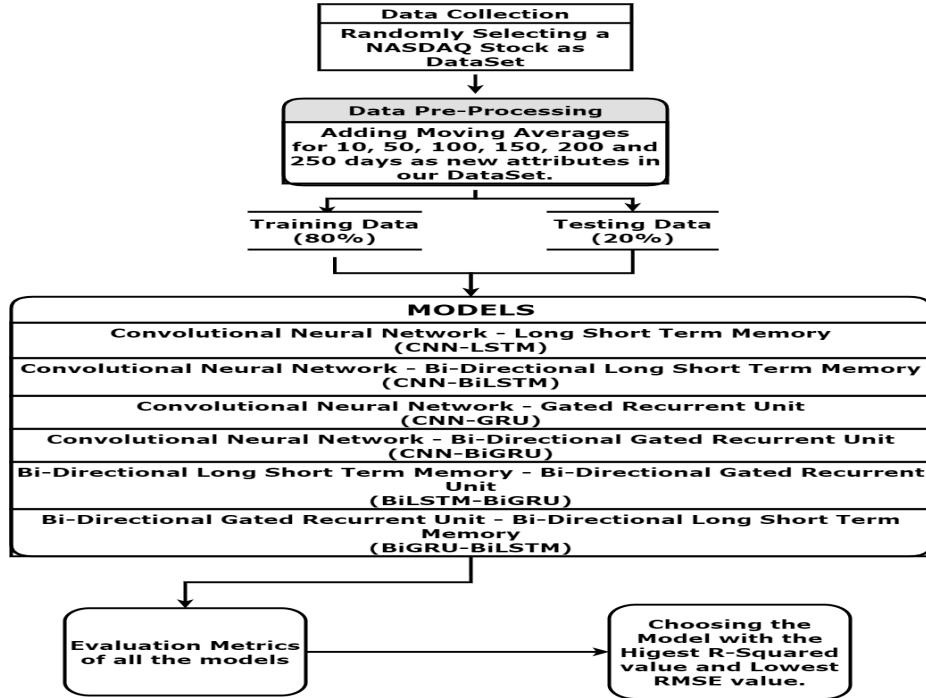 Data Collection
Randomly Selecting a
NASDAQ Stock as
DataSet
Data Pre-Processing
Adding Moving Averages
for 10, 50, 100, 150, 200 and
250 days as new attributes in
our DataSet.
Training Data
(80%)
Testing Data
(20%)
MODELS
Convolutional Neural Network - Long Short Term Memory
(CNN-LSTM)
Convolutional Neural Network - Bi-Directional Long Short Term Memory
(CNN-BiLSTM)
Convolutional Neural Network - Gated Recurrent Unit
(CNN-GRU)
Convolutional Neural Network - Bi-Directional Gated Recurrent Unit
(CNN-BiGRU)
Bi-Directional Long Short Term Memory - Bi-Directional Gated Recurrent
Unit
(BiLSTM-BiGRU)
Bi-Directional Gated Recurrent Unit - Bi-Directional Long Short Term
Memory
(BiGRU-BiLSTM)
Evaluation Metrics
of all the models
Choosing the
Model with the
Higest R-Squared
value and Lowest
RMSE value.